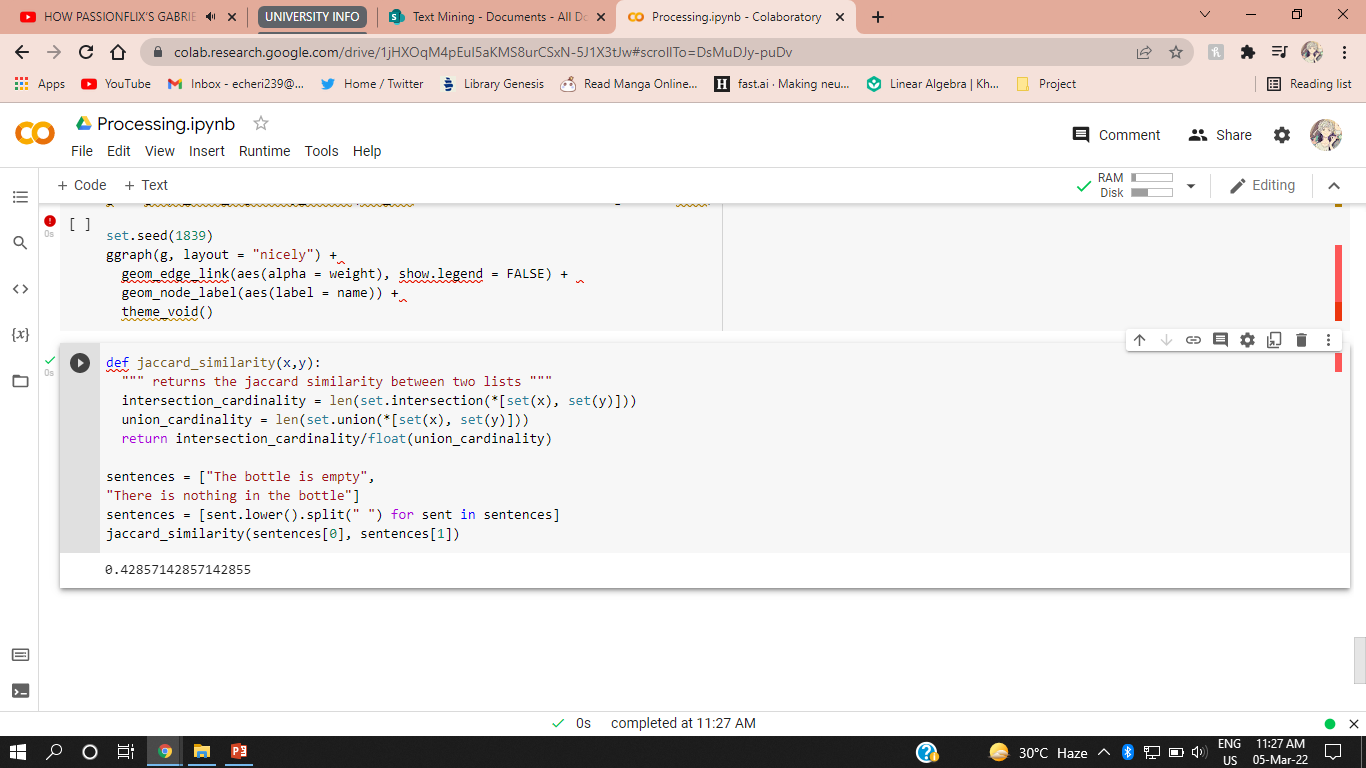 HOW PASSIONFLIX'S GABRIE
UNIVERSITY INFO
Text Mining - Documents - All Do
Processing.ipynb - Colaboratory
colab.research.google.com/drive/1jHXOqM4pEul5aKMS8urCSxN-5J1X3tJw#scrollTo=DsMuDJy-puDv
Apps
YouTube
Inbox - echeri239@...
Home / Twitter
Library Genesis
Read Manga Online...
fast.ai · Making neu...
Linear Algebra | Kh...
Project
Reading list
Processing.ipynb
Comment
Share
File Edit View Insert Runtime Tools Help
+ Code + Text
RAM
Disk
Editing
[ ]
0s
set.seed(1839)
ggraph(g, layout = "nicely") +
geom_edge_link(aes(alpha = weight), show.legend = FALSE) +
geom_node_label(aes(label = name)) +
theme_void()
0s
def jaccard_similarity(x,y):
""" returns the jaccard similarity between two lists """
intersection_cardinality = len(set.intersection(*[set(x), set(y)]))
union_cardinality = len(set.union(*[set(x), set(y)]))
return intersection_cardinality/float(union_cardinality)
sentences = ["The bottle is empty",
"There is nothing in the bottle"]
sentences = [sent.lower().split(" ") for sent in sentences]
jaccard_similarity(sentences[0], sentences[1])
0.42857142857142855
0s completed at 11:27 AM
30°C Haze
ENG
US
11:27 AM
05-Mar-22